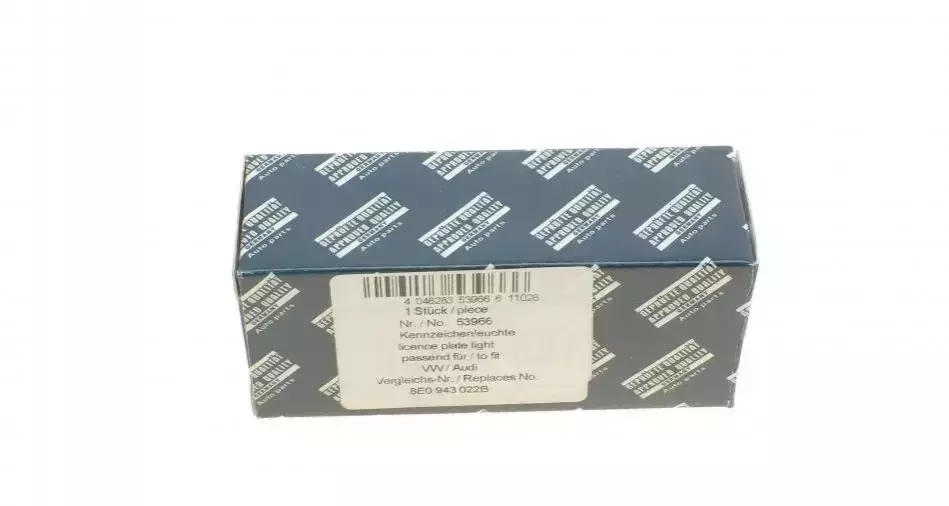 GEPRÜFTE QUALITÄT
APPROVED QUALITY
GERMANY
Auto parts
4 046283 53966 6 11028
1 Stück / piece
Nr. / No. 53966
Kennzeichenleuchte
licence plate light
passend für / to fit
VW / Audi
Vergleichs-Nr. / Replaces No.
8E0 943 022B